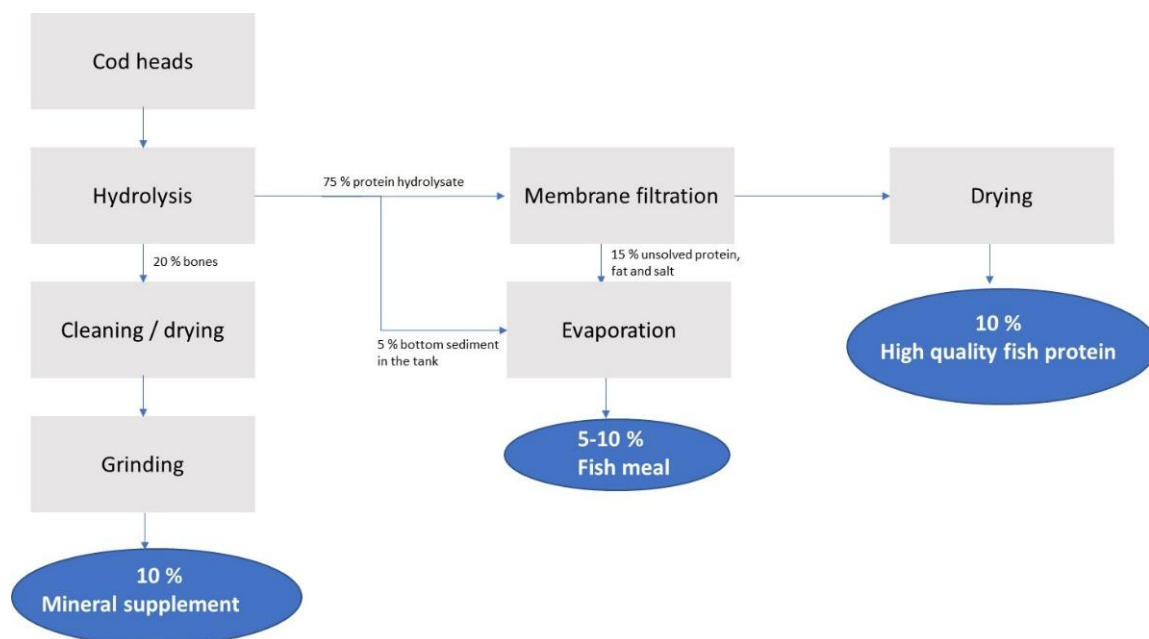 Cod heads
Hydrolysis
75 % protein hydrolysate
Membrane filtration
Drying
20 % bones
15 % unsolved protein,
fat and salt
Cleaning / drying
5 % bottom sediment
in the tank
Evaporation
10 %
High quality fish protein
Grinding
5-10 %
Fish meal
10 %
Mineral supplement